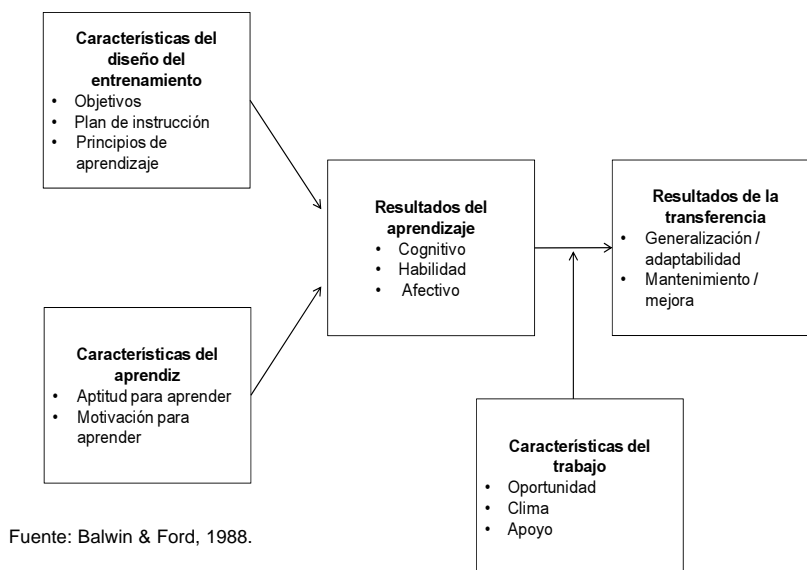 Características del
diseño del
entrenamiento
• Objetivos
• Plan de instrucción
• Principios de
aprendizaje
Resultados del
aprendizaje
• Cognitivo
• Habilidad
• Afectivo
Resultados de la
transferencia
• Generalización /
adaptabilidad
• Mantenimiento /
mejora
Características del
aprendiz
• Aptitud para aprender
• Motivación para
aprender
Características del
trabajo
• Oportunidad
• Clima
• Apoyo
Fuente: Balwin & Ford, 1988.